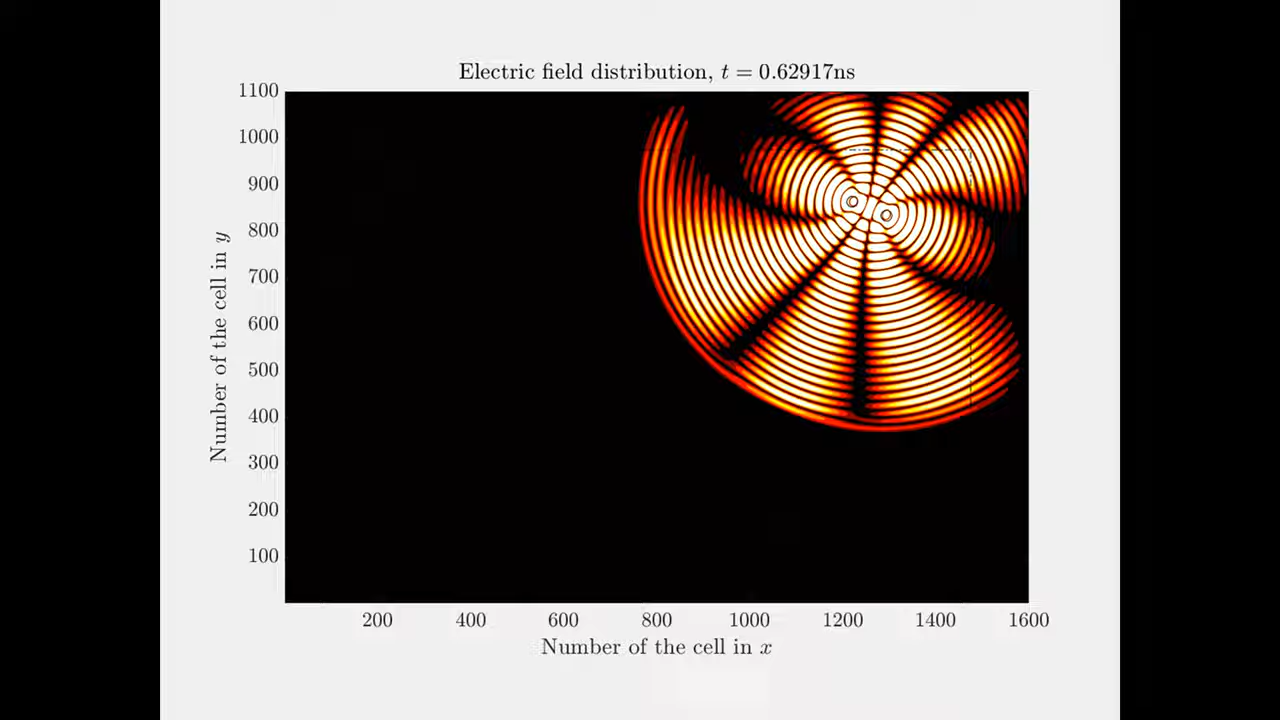 Electric field distribution, t = 0.62917ns
1100
1000
900
800
700
600
500
400
300
200
100
Number of the cell in y
200 400 600 800 1000 1200 1400 1600
Number of the cell in x